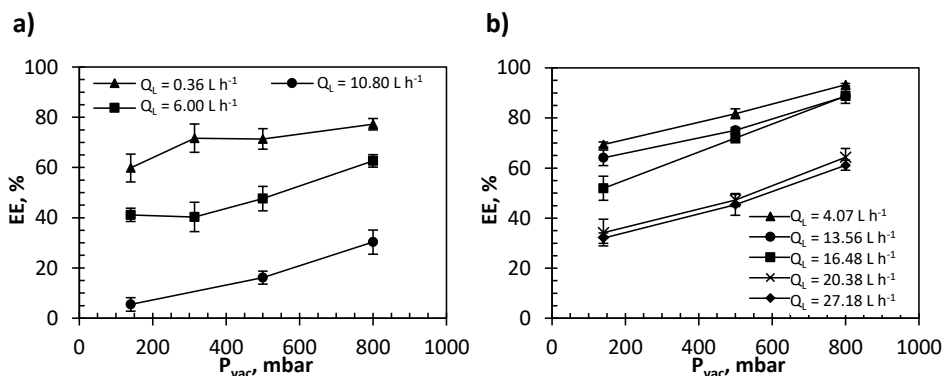 a)
100
80
60
40
20
0
EE, %
Q_L = 0.36 L h⁻¹
Q_L = 10.80 L h⁻¹
Q_L = 6.00 L h⁻¹
0 200 400 600 800 1000
P_vac, mbar
b)
100
80
60
40
20
0
EE, %
Q_L = 4.07 L h⁻¹
Q_L = 13.56 L h⁻¹
Q_L = 16.48 L h⁻¹
Q_L = 20.38 L h⁻¹
Q_L = 27.18 L h⁻¹
0 200 400 600 800 1000
P_vac, mbar